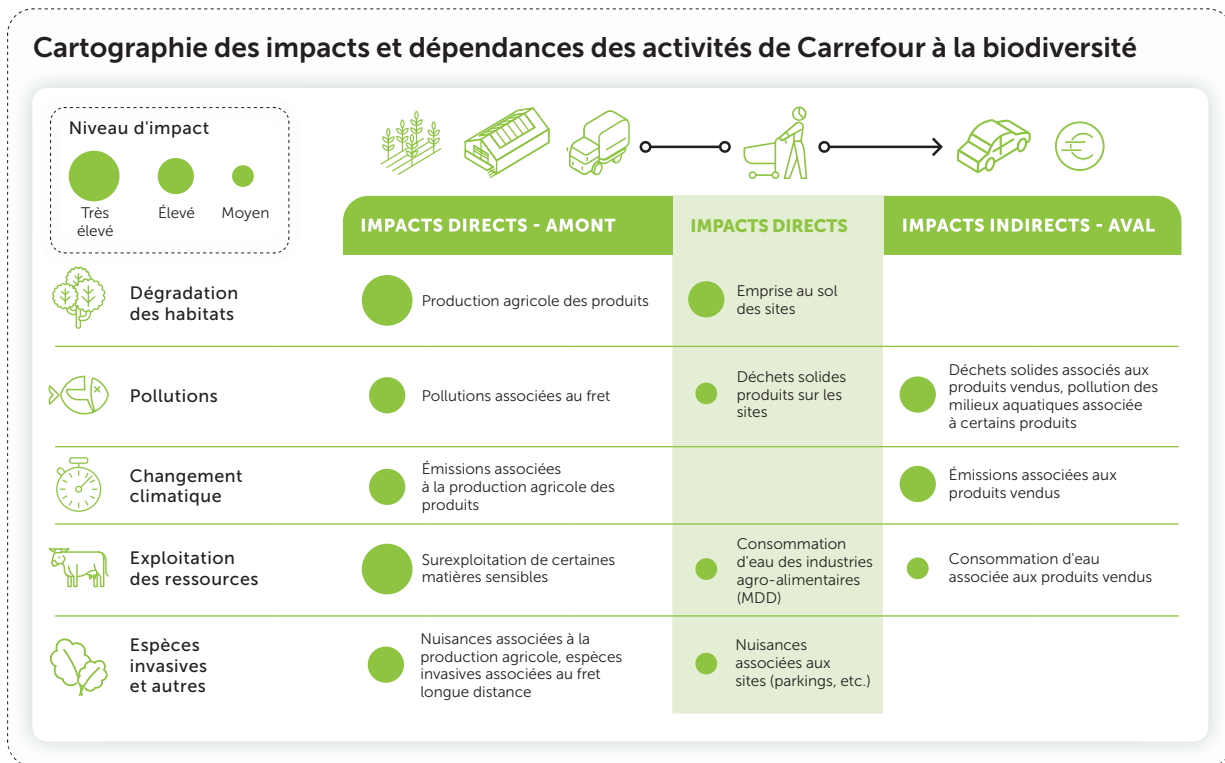 Cartographie des impacts et dépendances des activités de Carrefour à la biodiversité
Niveau d'impact
Très
élevé
Élevé
Moyen
IMPACTS DIRECTS - AMONT
IMPACTS DIRECTS
IMPACTS INDIRECTS - AVAL
Dégradation
des habitats
Production agricole des produits
Emprise au sol
des sites
Pollutions
Pollutions associées au fret
Déchets solides
produits sur les
sites
Déchets solides associés aux
produits vendus, pollution des
milieux aquatiques associée
à certains produits
Changement
climatique
Émissions associées
à la production agricole des
produits
Émissions associées aux
produits vendus
Exploitation
des ressources
Surexploitation de certaines
matières sensibles
Consommation
d'eau des industries
agro-alimentaires
(MDD)
Consommation d'eau
associée aux produits vendus
Espèces
invasives
et autres
Nuisances associées à la
production agricole, espèces
invasives associées au fret
longue distance
Nuisances
associées aux
sites (parkings, etc.)